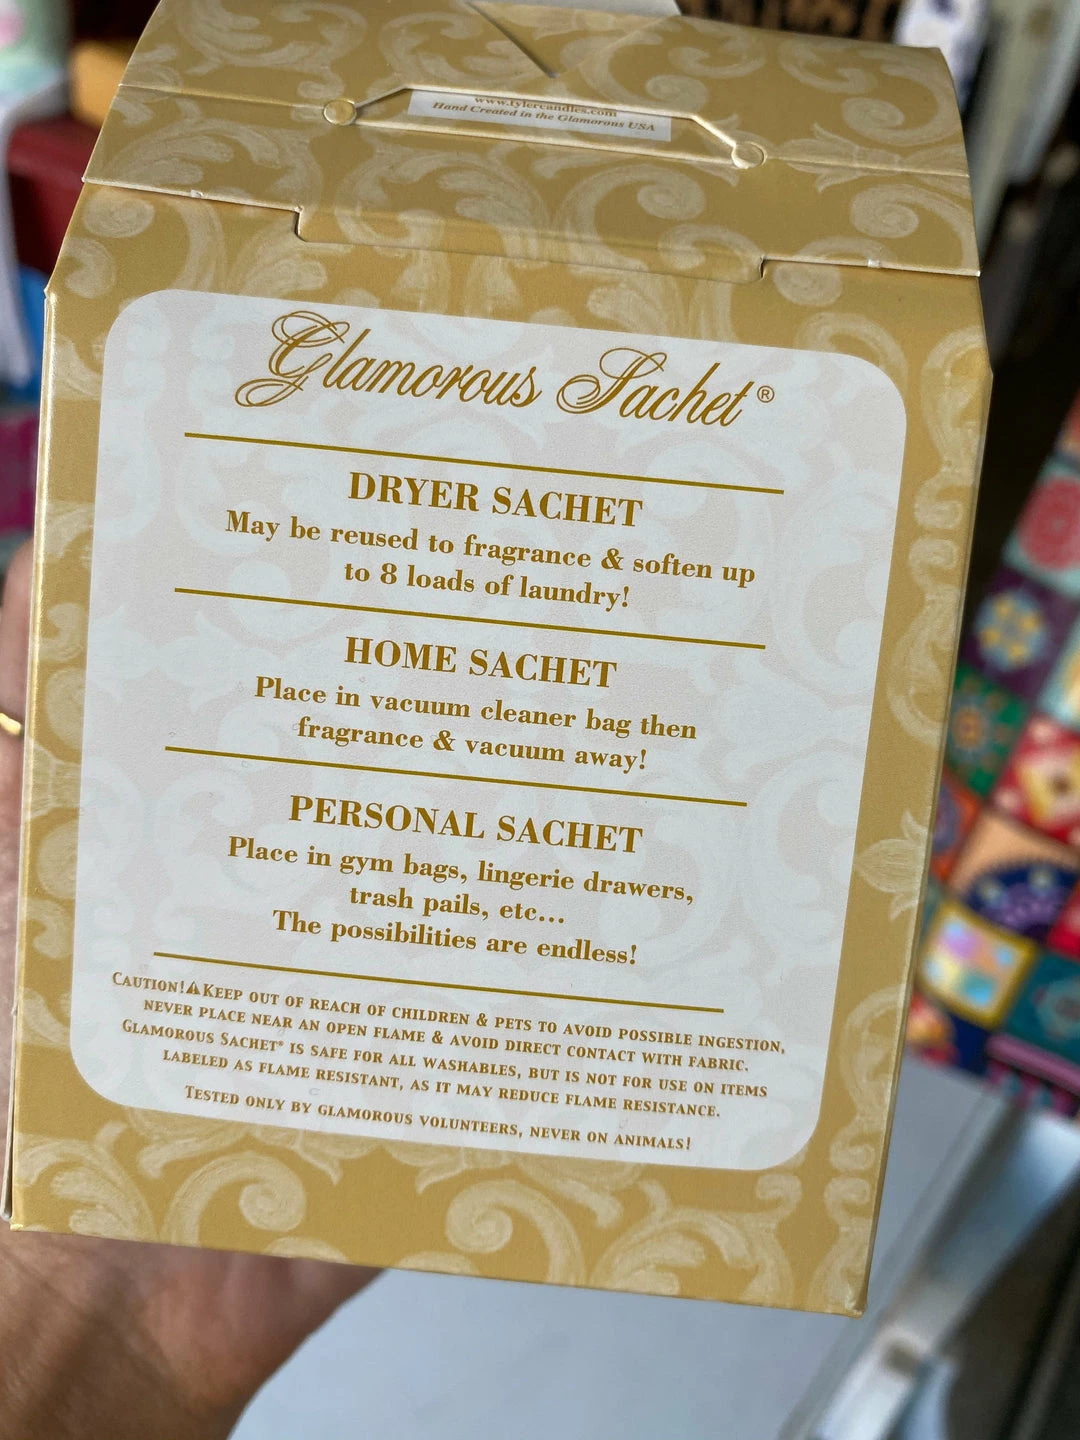 www.tylercandles.com
Hand Created in the Glamorous USA
Glamorous Sachet®
DRYER SACHET
May be reused to fragrance & soften up
to 8 loads of laundry!
HOME SACHET
Place in vacuum cleaner bag then
fragrance & vacuum away!
PERSONAL SACHET
Place in gym bags, lingerie drawers,
trash pails, etc...
The possibilities are endless!
CAUTION!⚠KEEP OUT OF REACH OF CHILDREN & PETS TO AVOID POSSIBLE INGESTION,
NEVER PLACE NEAR AN OPEN FLAME & AVOID DIRECT CONTACT WITH FABRIC.
GLAMOROUS SACHET® IS SAFE FOR ALL WASHABLES, BUT IS NOT FOR USE ON ITEMS
LABELED AS FLAME RESISTANT, AS IT MAY REDUCE FLAME RESISTANCE.
TESTED ONLY BY GLAMOROUS VOLUNTEERS, NEVER ON ANIMALS!